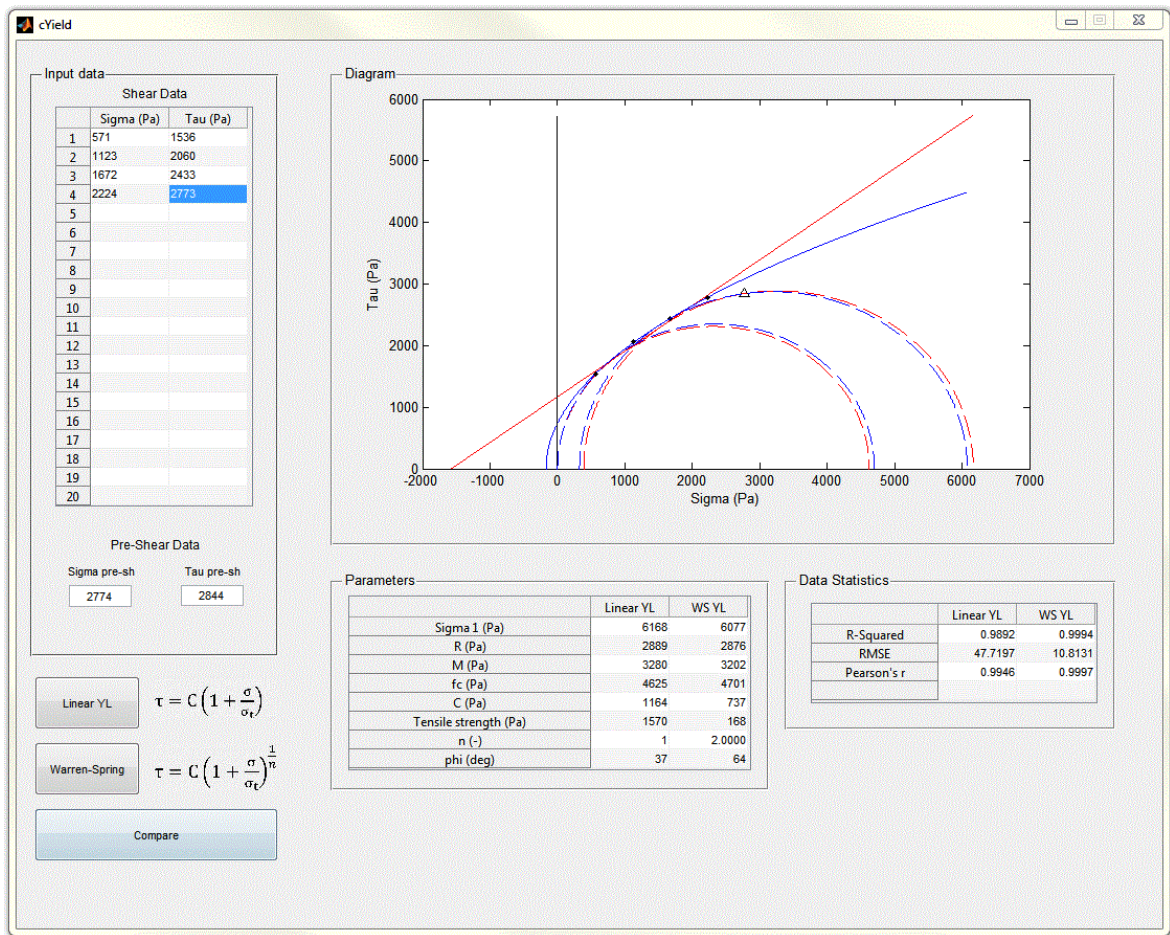 cYield
Input data
Shear Data
Sigma (Pa) Tau (Pa)
1 571 1536
2 1123 2060
3 1672 2433
4 2224 2773
5
6
7
8
9
10
11
12
13
14
15
16
17
18
19
20
Pre-Shear Data
Sigma pre-sh Tau pre-sh
2774 2844
Linear YL τ = C(1 + σ/σt)
Warren-Spring τ = C(1 + σ/σt)^(1/n)
Compare
Diagram
6000
5000
4000
3000
2000
1000
0
Tau (Pa)
-2000 -1000 0 1000 2000 3000 4000 5000 6000 7000
Sigma (Pa)
Parameters
Linear YL WS YL
Sigma 1 (Pa) 6168 6077
R (Pa) 2889 2876
M (Pa) 3280 3202
fc (Pa) 4625 4701
C (Pa) 1164 737
Tensile strength (Pa) 1570 168
n (-) 1 2.0000
phi (deg) 37 64
Data Statistics
Linear YL WS YL
R-Squared 0.9892 0.9994
RMSE 47.7197 10.8131
Pearson's r 0.9946 0.9997